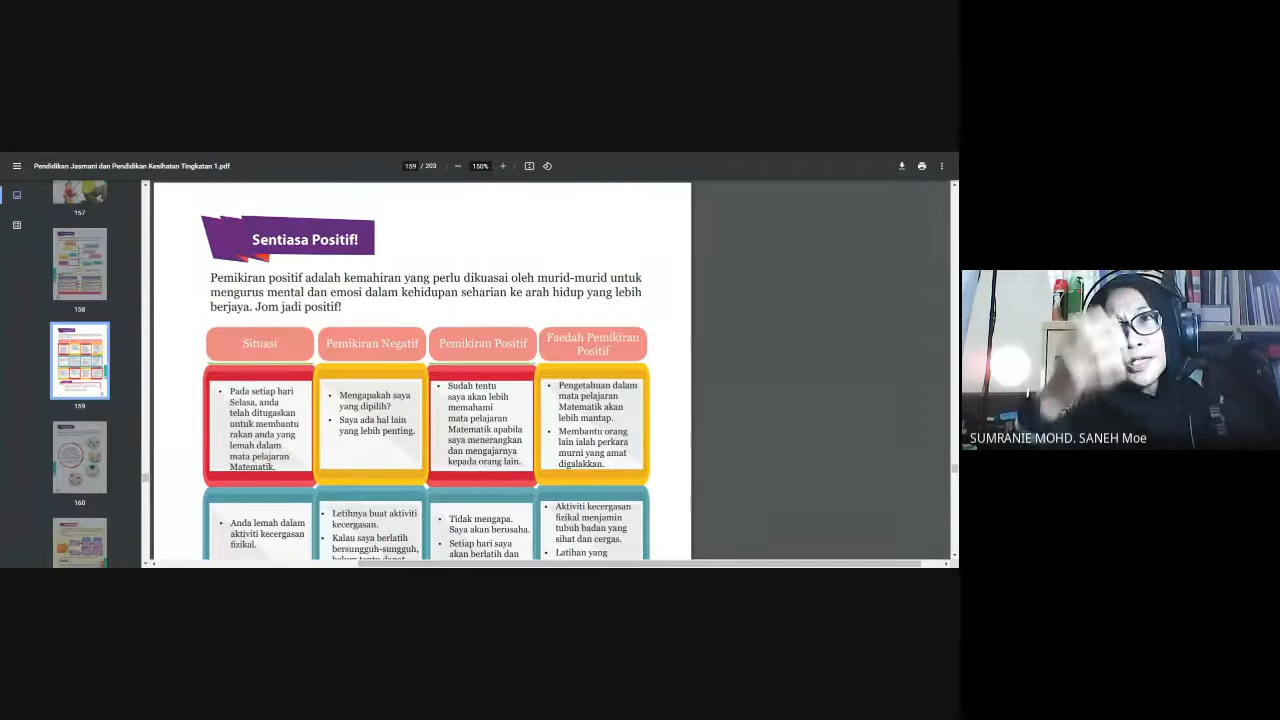 Pendidikan Jasmani dan Pendidikan Kesihatan Tingkatan 1.pdf
159 / 203
150%
157
158
159
160
Sentiasa Positif!
Pemikiran positif adalah kemahiran yang perlu dikuasai oleh murid-murid untuk
mengurus mental dan emosi dalam kehidupan seharian ke arah hidup yang lebih
berjaya. Jom jadi positif!
Situasi
Pemikiran Negatif
Pemikiran Positif
Faedah Pemikiran
Positif
• Pada setiap hari
Selasa, anda
telah ditugaskan
untuk membantu
rakan anda yang
lemah dalam
mata pelajaran
Matematik.
• Mengapakah saya
yang dipilih?
• Saya ada hal lain
yang lebih penting.
• Sudah tentu
saya akan lebih
memahami
mata pelajaran
Matematik apabila
saya menerangkan
dan mengajarnya
kepada orang lain.
• Pengetahuan dalam
mata pelajaran
Matematik akan
lebih mantap.
• Membantu orang
lain ialah perkara
murni yang amat
digalakkan.
• Anda lemah dalam
aktiviti kecergasan
fizikal.
• Letihnya buat aktiviti
kecergasan.
• Kalau saya berlatih
bersungguh-sungguh,
• Tidak mengapa.
Saya akan berusaha.
• Setiap hari saya
akan berlatih dan
• Aktiviti kecergasan
fizikal menjamin
tubuh badan yang
sihat dan cergas.
• Latihan yang
SUMRANIE MOHD. SANEH Moe